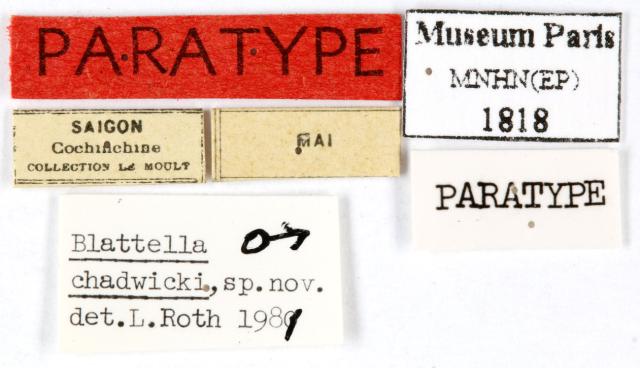 PARATYPE
Museum Paris
MNHN(EP)
1818
SAIGON
Cochinchine
COLLECTION LE MOULT
MAI
PARATYPE
Blattella ♂
chadwicki, sp.nov.
det.L.Roth 1981